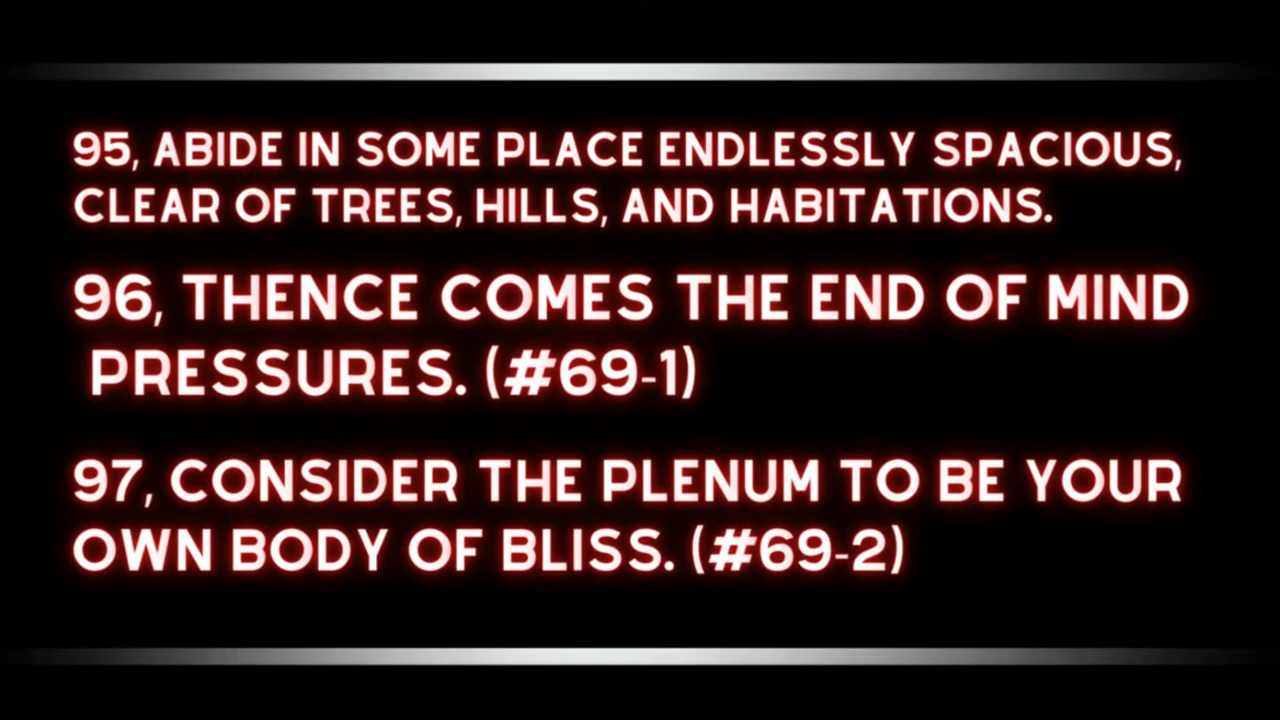 95, ABIDE IN SOME PLACE ENDLESSLY SPACIOUS,
CLEAR OF TREES, HILLS, AND HABITATIONS.
96, THENCE COMES THE END OF MIND
PRESSURES. (#69-1)
97, CONSIDER THE PLENUM TO BE YOUR
OWN BODY OF BLISS. (#69-2)